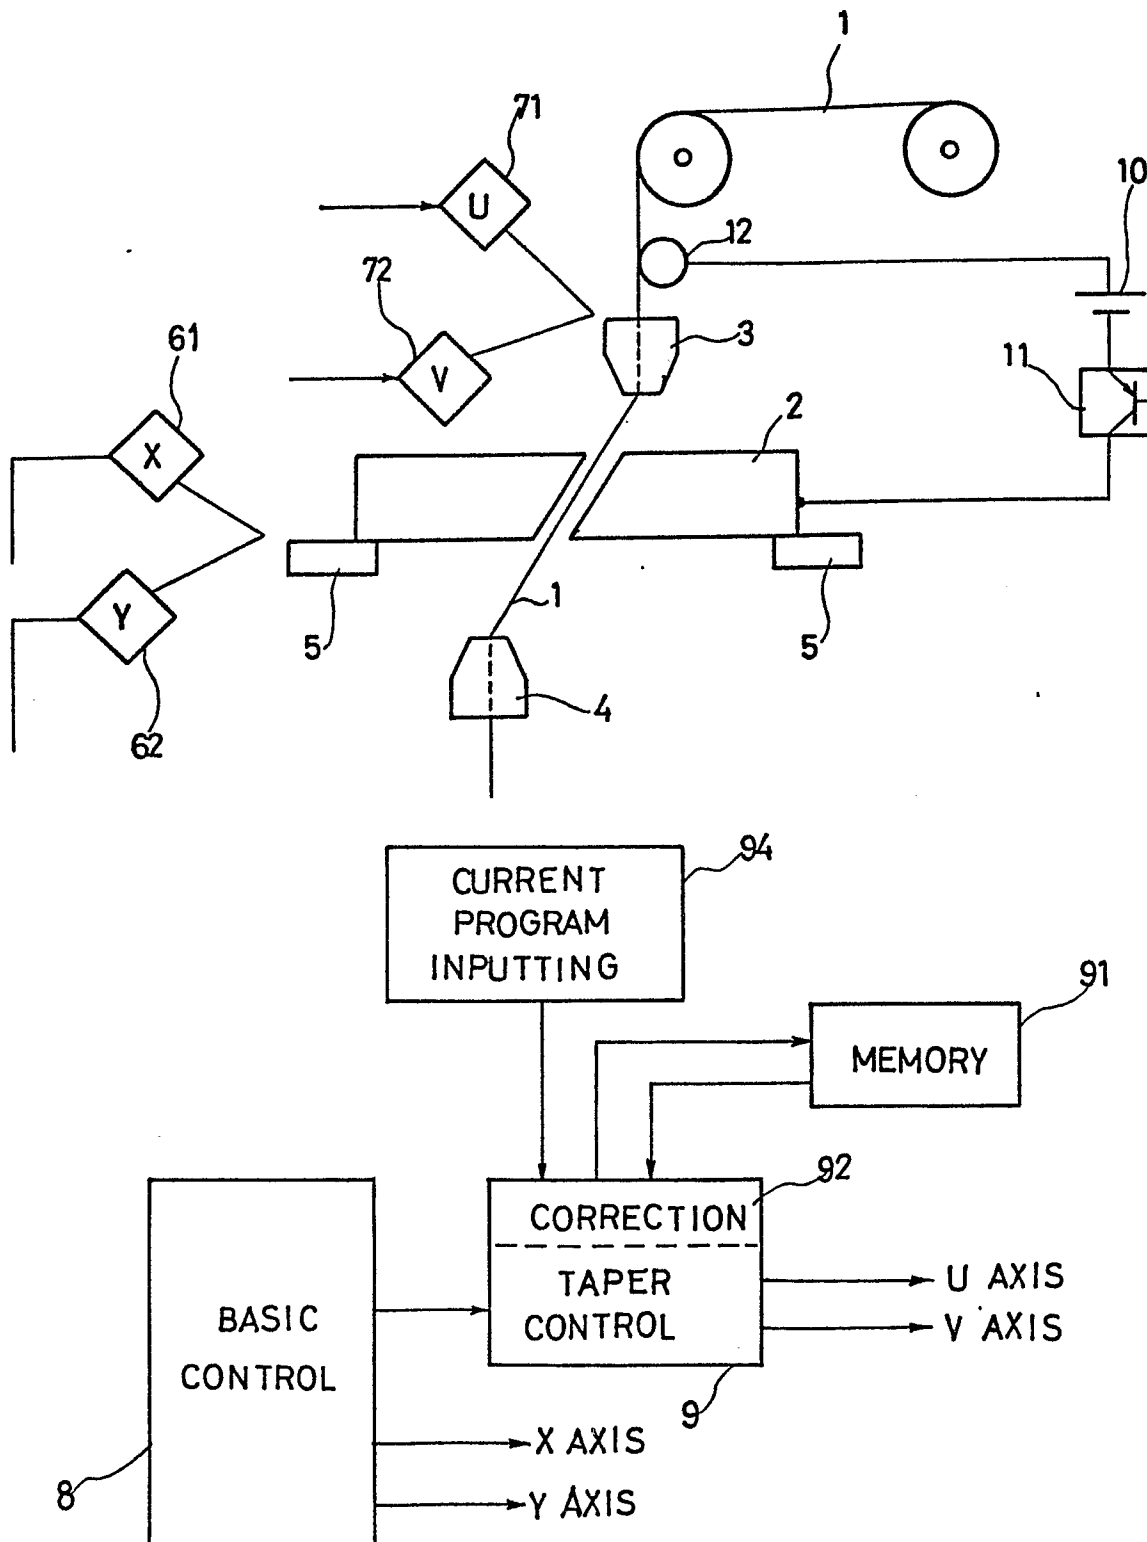 1
71
U
10
12
72
V
3
61
11
X
2
1
Y
5
5
4
62
94
CURRENT
PROGRAM
INPUTTING
91
MEMORY
92
CORRECTION
TAPER
CONTROL
U AXIS
V AXIS
BASIC
CONTROL
9
X AXIS
8
Y AXIS